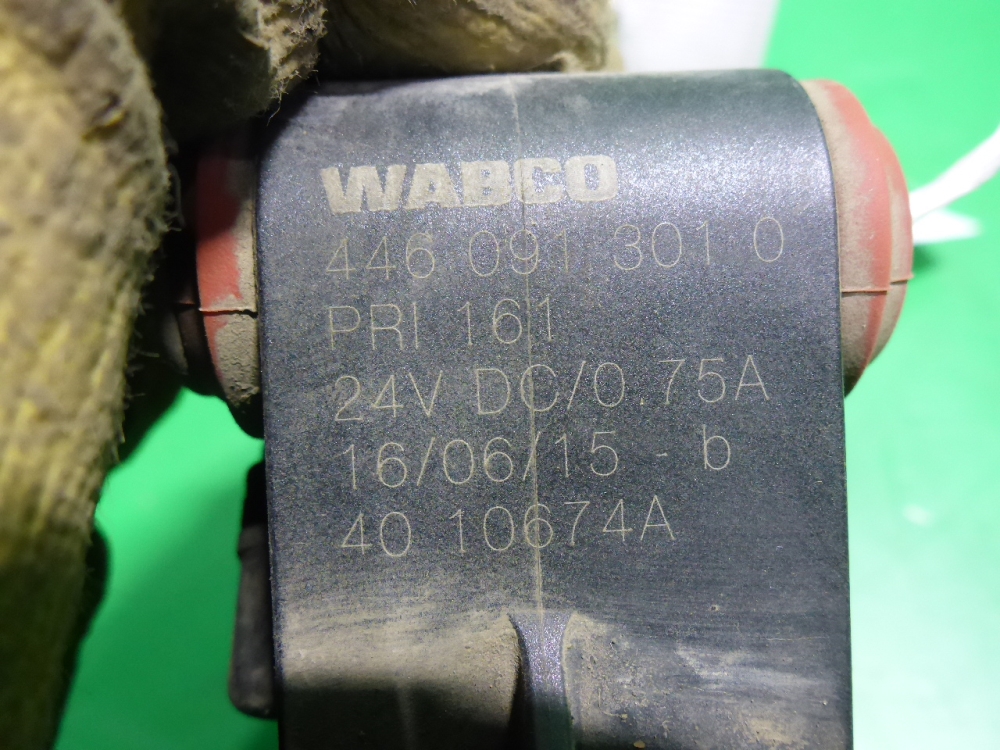 WABCO
446 091 301 0
PRI 161
24V DC/0.75A
16/06/15 - b
40 10674A